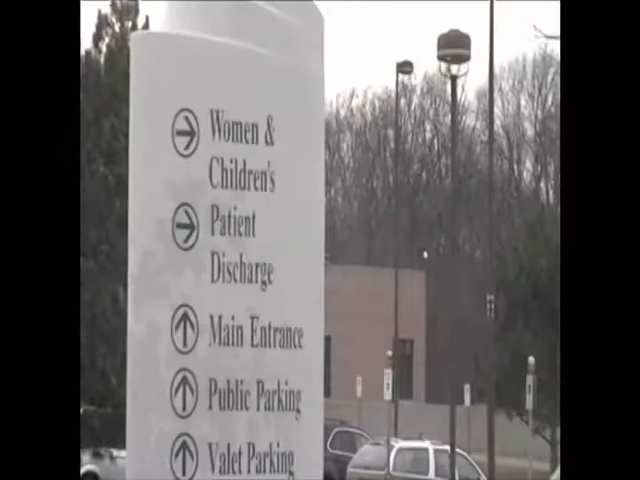 Women &
Children's
Patient
Discharge
Main Entrance
Public Parking
Valet Parking